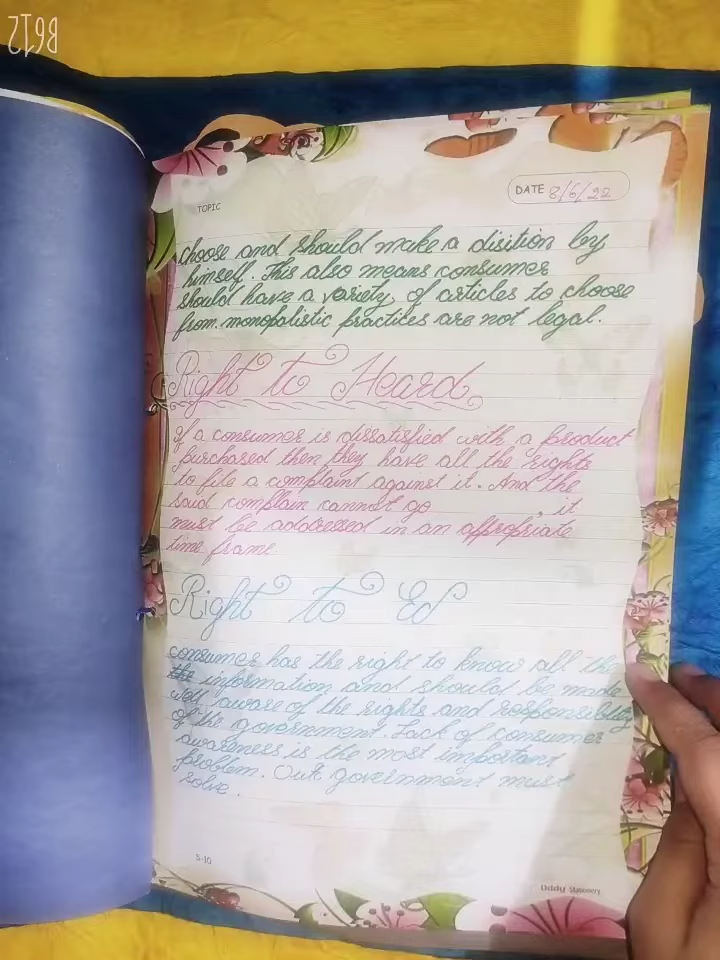 B612
TOPIC
DATE 8/6/22
choose and should make a disition by
himself. This also means consumer
should have a variety of articles to choose
from. monopolistic practices are not legal.
Right to Heard
If a consumer is dissatisfied with a product
purchased then they have all the rights
to file a complaint against it. And the
said complain cannot go , it
must be addressed in an appropriate
time frame.
Right to Ed
consumer has the right to know all the
the information and should be made
well aware of the rights and responsiblity
of the government. Lack of consumer
awareness is the most important
problem. Our government must
solve.
5-10
Oddy Stationery